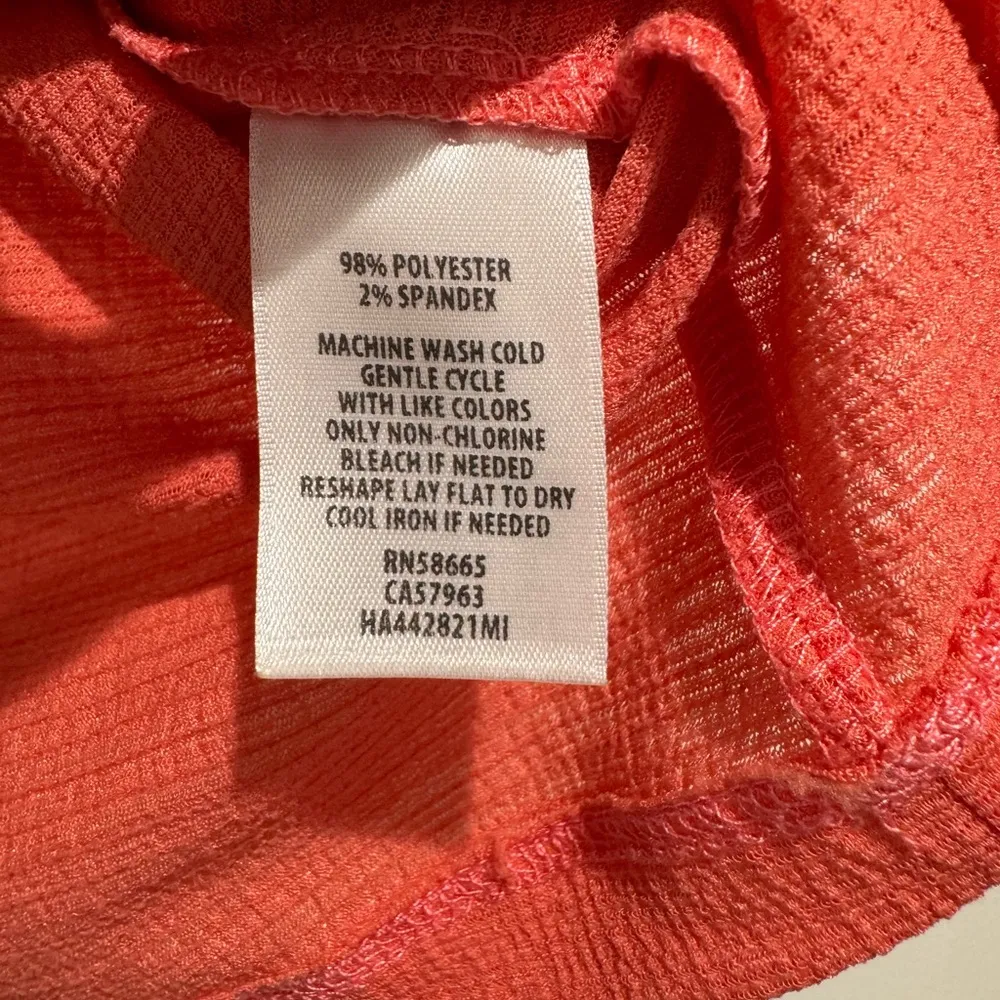 98% POLYESTER
2% SPANDEX
MACHINE WASH COLD
GENTLE CYCLE
WITH LIKE COLORS
ONLY NON-CHLORINE
BLEACH IF NEEDED
RESHAPE LAY FLAT TO DRY
COOL IRON IF NEEDED
RN58665
CA57963
HA442821MI